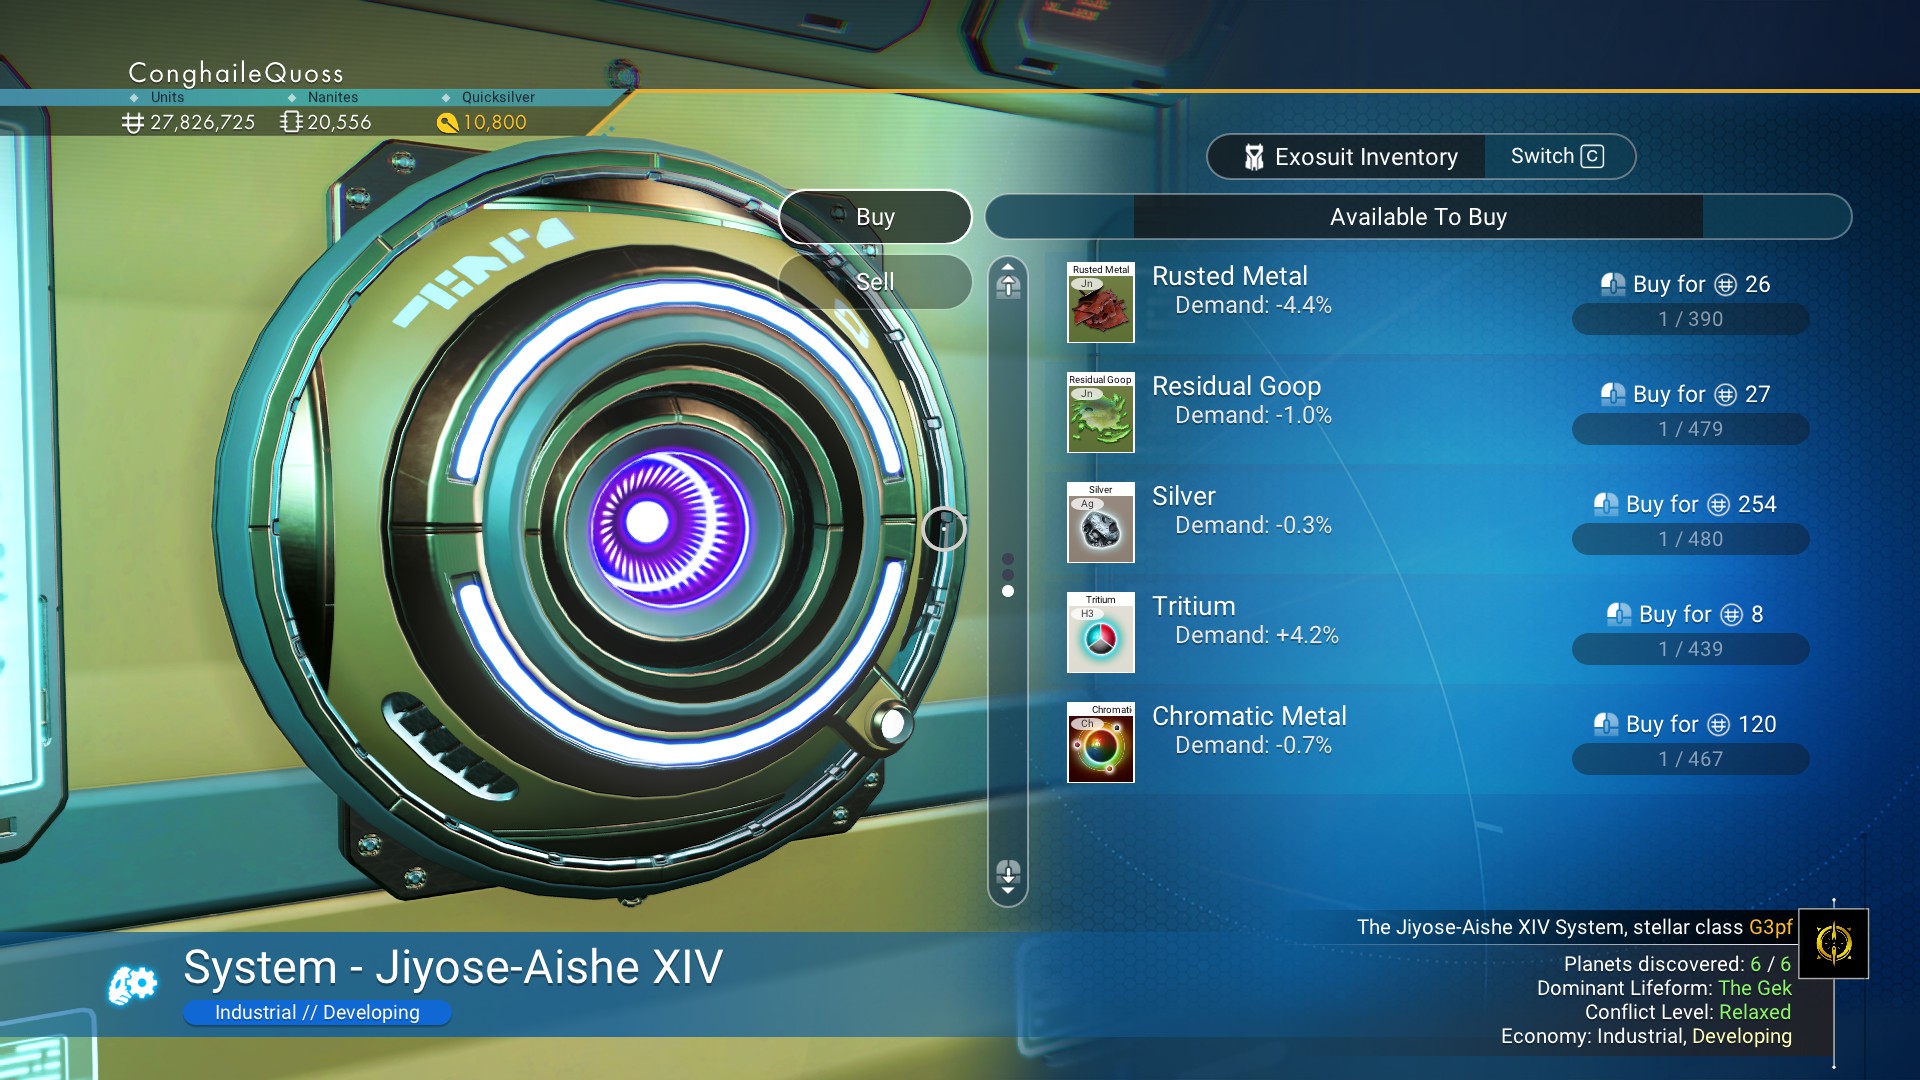 ConghaileQuoss
Units Nanites Quicksilver
27,826,725 20,556 10,800
Exosuit Inventory Switch C
Buy
Available To Buy
Sell
Rusted Metal
Jn
Rusted Metal
Demand: -4.4%
Buy for 26
1 / 390
Residual Goop
Jn
Residual Goop
Demand: -1.0%
Buy for 27
1 / 479
Silver
Ag
Silver
Demand: -0.3%
Buy for 254
1 / 480
Tritium
H3
Tritium
Demand: +4.2%
Buy for 8
1 / 439
Chromati
Ch
Chromatic Metal
Demand: -0.7%
Buy for 120
1 / 467
System - Jiyose-Aishe XIV
Industrial // Developing
The Jiyose-Aishe XIV System, stellar class G3pf
Planets discovered: 6 / 6
Dominant Lifeform: The Gek
Conflict Level: Relaxed
Economy: Industrial, Developing